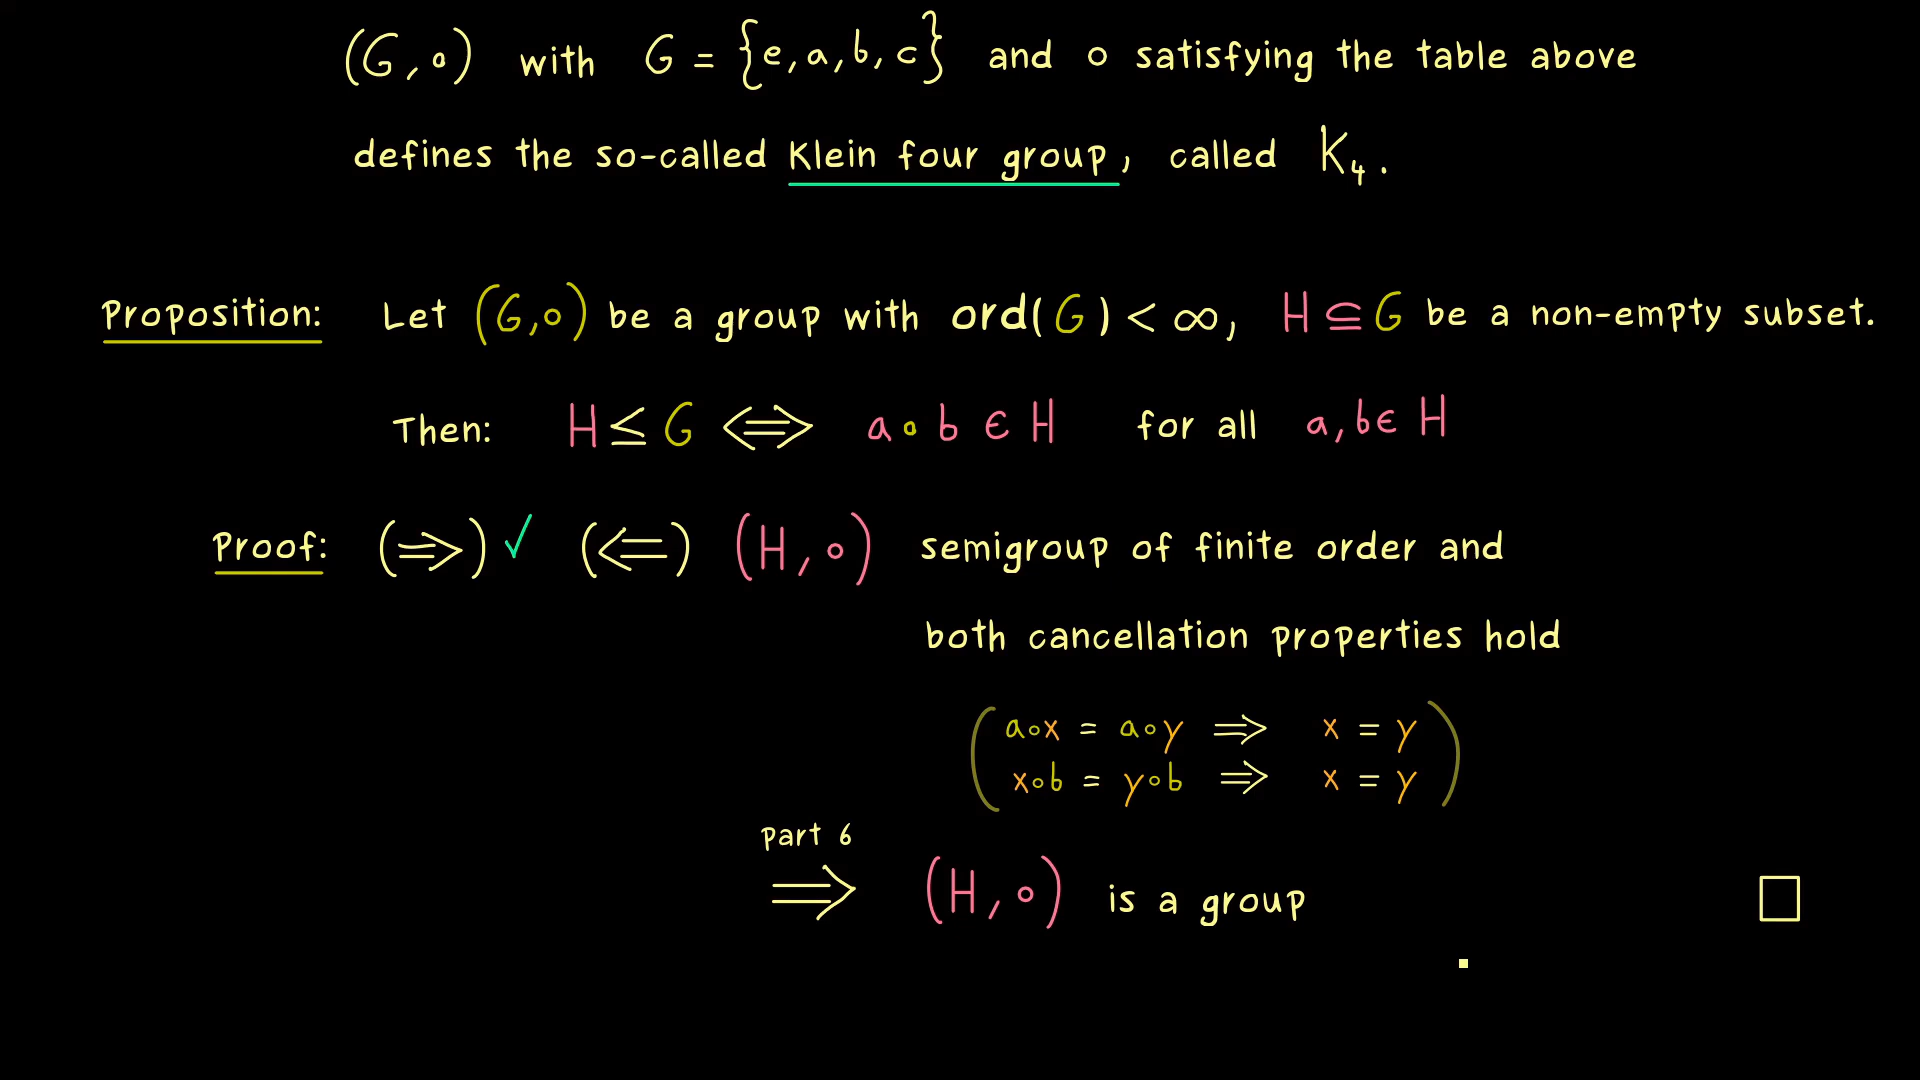 (G, ∘) with G = {e, a, b, c} and ∘ satisfying the table above
defines the so-called Klein four group, called K₄.
Proposition: Let (G, ∘) be a group with ord(G) < ∞, H ⊆ G be a non-empty subset.
Then: H ≤ G ⟺ a ∘ b ∈ H for all a, b ∈ H
Proof: (⇒) ✓ (⇐) (H, ∘) semigroup of finite order and
both cancellation properties hold
(a∘x = a∘y ⇒ x = y
x∘b = y∘b ⇒ x = y)
Part 6
⇒ (H, ∘) is a group □